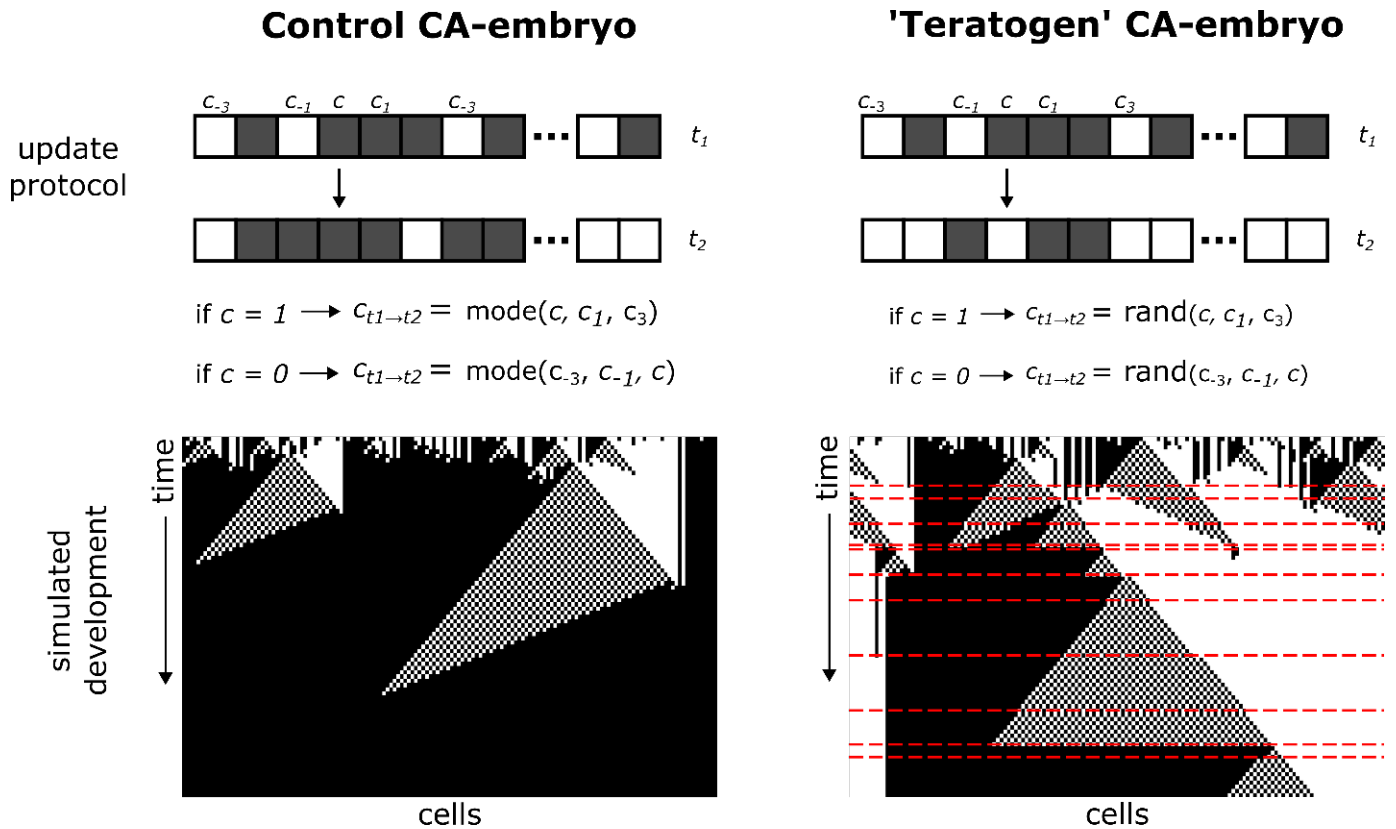 Control CA-embryo
'Teratogen' CA-embryo
update
protocol
c-3 c-1 c c1 c-3
t1
t2
c-3 c-1 c c1 c3
t1
t2
if c = 1 → ct1→t2 = mode(c, c1, c3)
if c = 0 → ct1→t2 = mode(c-3, c-1, c)
if c = 1 → ct1→t2 = rand(c, c1, c3)
if c = 0 → ct1→t2 = rand(c-3, c-1, c)
simulated
development
time
cells
time
cells